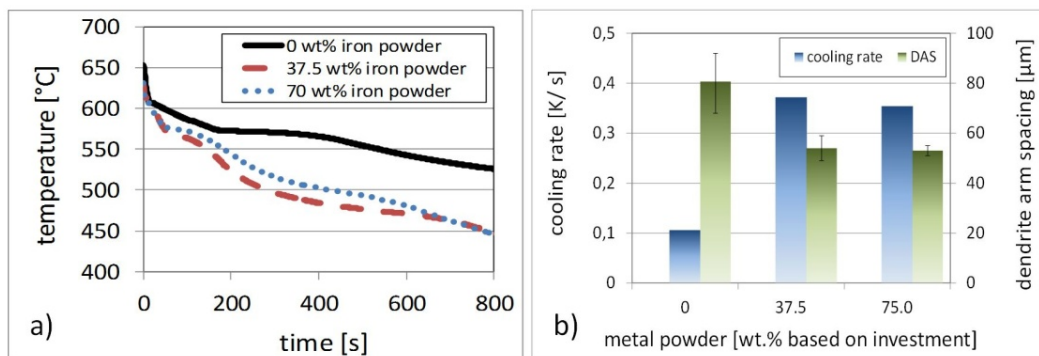 700
650
600
550
500
450
400
temperature [°C]
0 wt% iron powder
37.5 wt% iron powder
70 wt% iron powder
0 200 400 600 800
time [s]
a)
0,5
0,4
0,3
0,2
0,1
0
cooling rate [K/ s]
cooling rate DAS
100
80
60
40
20
0
dendrite arm spacing [µm]
0 37.5 75.0
metal powder [wt.% based on investment]
b)